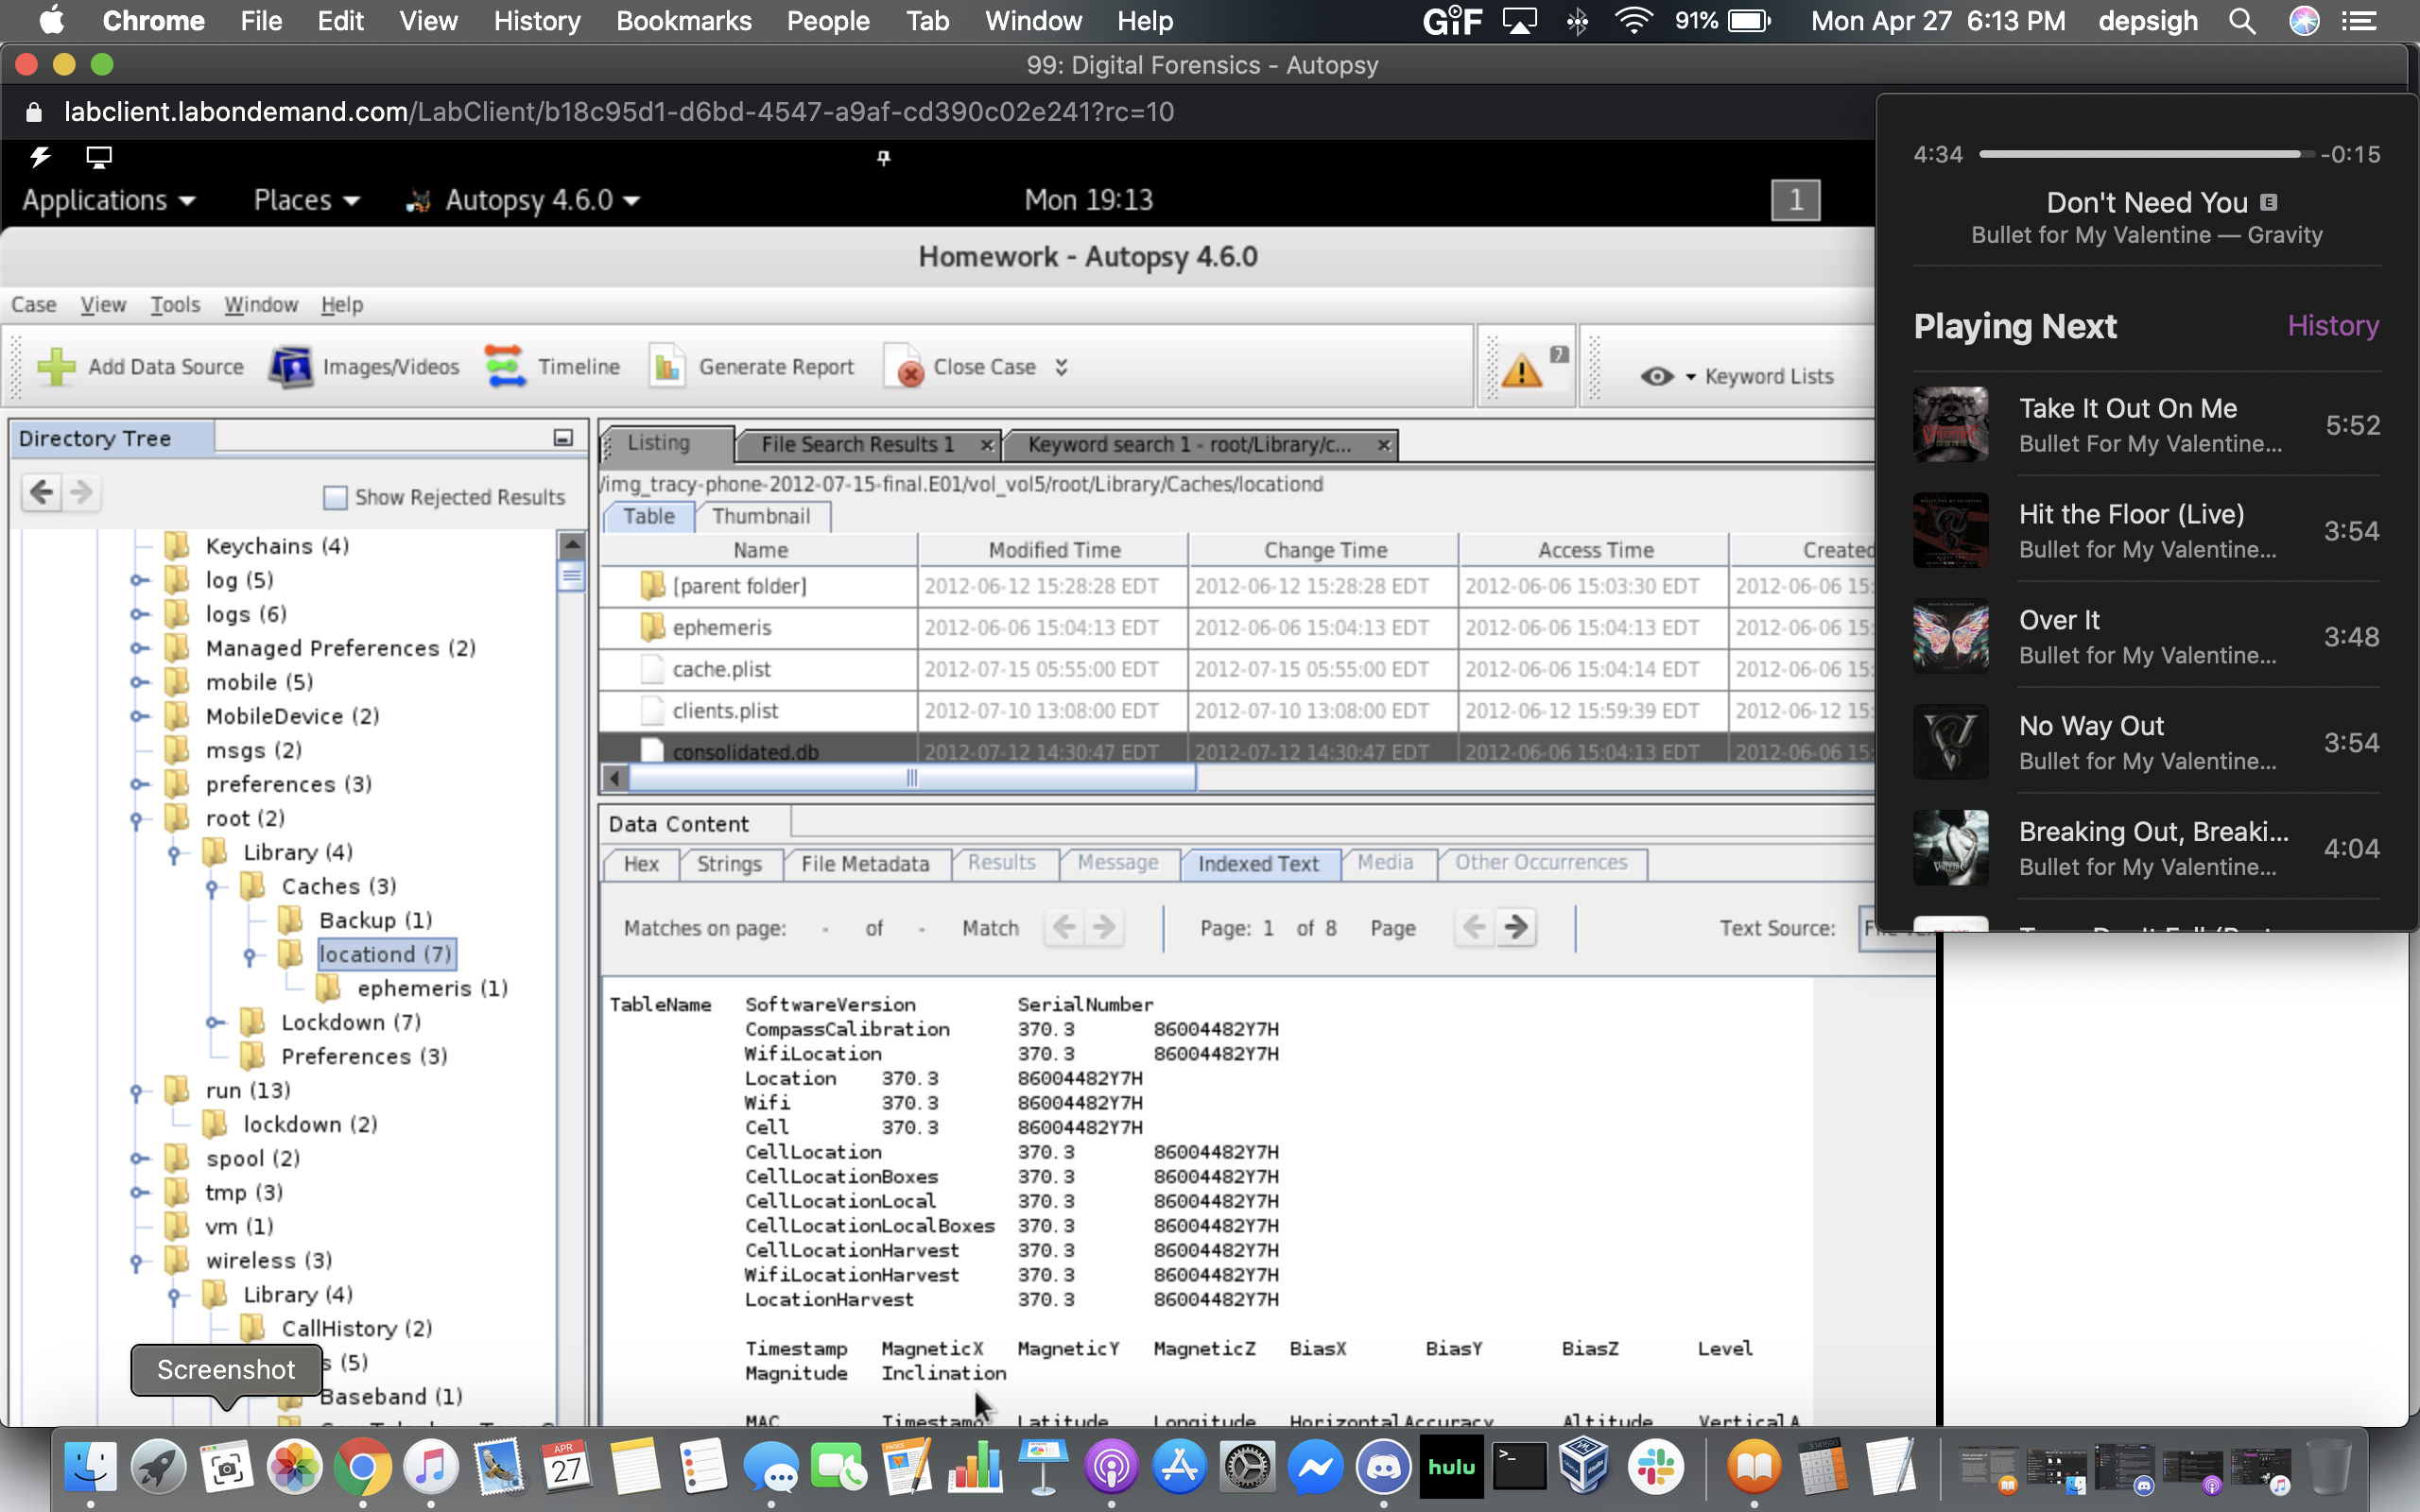 Chrome File Edit View History Bookmarks People Tab Window Help GIF 91% Mon Apr 27 6:13 PM depsigh
99: Digital Forensics - Autopsy
labclient.labondemand.com/LabClient/b18c95d1-d6bd-4547-a9af-cd390c02e241?rc=10
Applications Places Autopsy 4.6.0 Mon 19:13 1
Homework - Autopsy 4.6.0
Case View Tools Window Help
Add Data Source Images/Videos Timeline Generate Report Close Case 7 Keyword Lists
Directory Tree
Show Rejected Results
Keychains (4)
log (5)
logs (6)
Managed Preferences (2)
mobile (5)
MobileDevice (2)
msgs (2)
preferences (3)
root (2)
Library (4)
Caches (3)
Backup (1)
locationd (7)
ephemeris (1)
Lockdown (7)
Preferences (3)
run (13)
lockdown (2)
spool (2)
tmp (3)
vm (1)
wireless (3)
Library (4)
CallHistory (2)
s (5)
Baseband (1)
Screenshot
Listing File Search Results 1 Keyword search 1 - root/Library/c...
/img_tracy-phone-2012-07-15-final.E01/vol_vol5/root/Library/Caches/locationd
Table Thumbnail
Name Modified Time Change Time Access Time Created
[parent folder] 2012-06-12 15:28:28 EDT 2012-06-12 15:28:28 EDT 2012-06-06 15:03:30 EDT 2012-06-06 15:
ephemeris 2012-06-06 15:04:13 EDT 2012-06-06 15:04:13 EDT 2012-06-06 15:04:13 EDT 2012-06-06 15:
cache.plist 2012-07-15 05:55:00 EDT 2012-07-15 05:55:00 EDT 2012-06-06 15:04:14 EDT 2012-06-06 15:
clients.plist 2012-07-10 13:08:00 EDT 2012-07-10 13:08:00 EDT 2012-06-12 15:59:39 EDT 2012-06-12 15:
consolidated.db 2012-07-12 14:30:47 EDT 2012-07-12 14:30:47 EDT 2012-06-06 15:04:13 EDT 2012-06-06 15:
Data Content
Hex Strings File Metadata Results Message Indexed Text Media Other Occurrences
Matches on page: - of - Match Page: 1 of 8 Page Text Source:
TableName SoftwareVersion SerialNumber
CompassCalibration 370.3 86004482Y7H
WifiLocation 370.3 86004482Y7H
Location 370.3 86004482Y7H
Wifi 370.3 86004482Y7H
Cell 370.3 86004482Y7H
CellLocation 370.3 86004482Y7H
CellLocationBoxes 370.3 86004482Y7H
CellLocationLocal 370.3 86004482Y7H
CellLocationLocalBoxes 370.3 86004482Y7H
CellLocationHarvest 370.3 86004482Y7H
WifiLocationHarvest 370.3 86004482Y7H
LocationHarvest 370.3 86004482Y7H
Timestamp MagneticX MagneticY MagneticZ BiasX BiasY BiasZ Level
Magnitude Inclination
MAC Timestamp Latitude Longitude HorizontalAccuracy Altitude VerticalA
4:34 -0:15
Don't Need You E
Bullet for My Valentine — Gravity
Playing Next History
Take It Out On Me
Bullet For My Valentine... 5:52
Hit the Floor (Live)
Bullet for My Valentine... 3:54
Over It
Bullet for My Valentine... 3:48
No Way Out
Bullet for My Valentine... 3:54
Breaking Out, Breaki...
Bullet for My Valentine... 4:04
APR
27
PAGES
hulu
3.141593